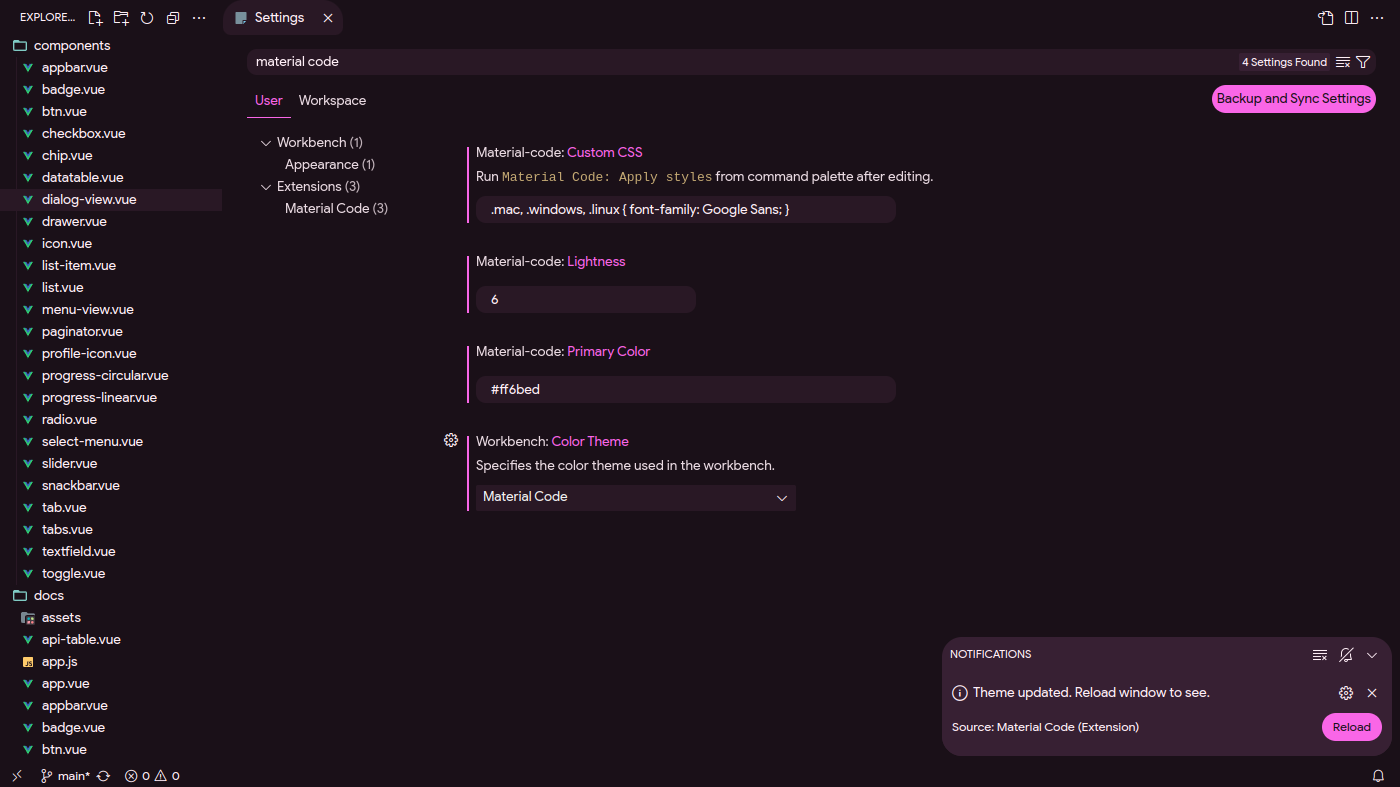 EXPLORE...
components
appbar.vue
badge.vue
btn.vue
checkbox.vue
chip.vue
datatable.vue
dialog-view.vue
drawer.vue
icon.vue
list-item.vue
list.vue
menu-view.vue
paginator.vue
profile-icon.vue
progress-circular.vue
progress-linear.vue
radio.vue
select-menu.vue
slider.vue
snackbar.vue
tab.vue
tabs.vue
textfield.vue
toggle.vue
docs
assets
api-table.vue
JS app.js
app.vue
appbar.vue
badge.vue
btn.vue
Settings
material code
4 Settings Found
User Workspace
Backup and Sync Settings
Workbench (1)
Appearance (1)
Extensions (3)
Material Code (3)
Material-code: Custom CSS
Run Material Code: Apply styles from command palette after editing.
.mac, .windows, .linux { font-family: Google Sans; }
Material-code: Lightness
6
Material-code: Primary Color
#ff6bed
Workbench: Color Theme
Specifies the color theme used in the workbench.
Material Code
NOTIFICATIONS
Theme updated. Reload window to see.
Source: Material Code (Extension)
Reload
main* 0 0